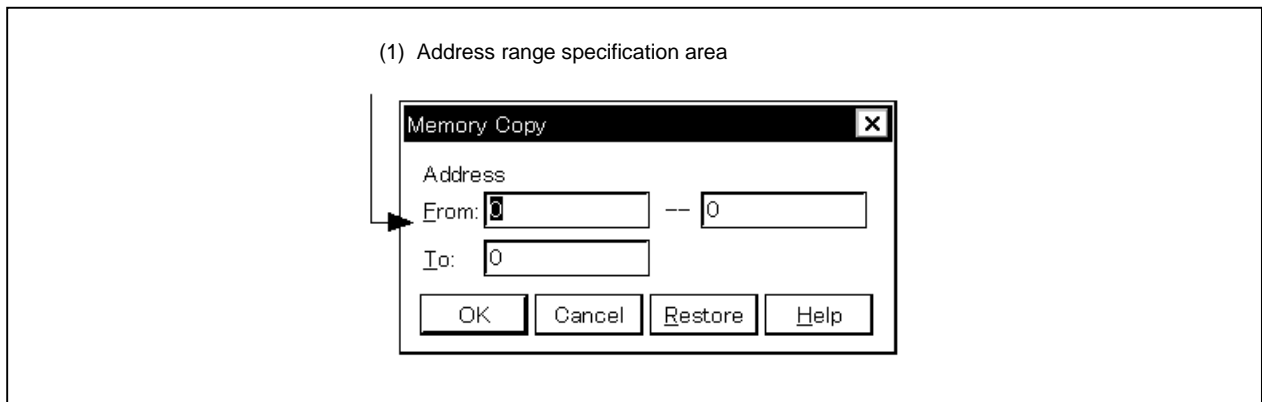 (1) Address range specification area
Memory Copy
Address
From: 0 -- 0
To: 0
OK Cancel Restore Help